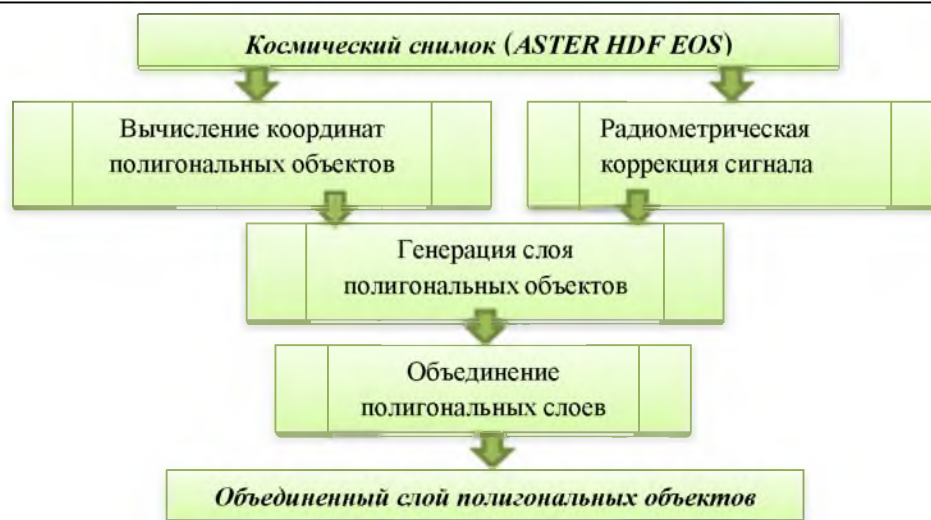 Космический снимок (ASTER HDF EOS)
Вычисление координат
полигональных объектов
Радиометрическая
коррекция сигнала
Генерация слоя
полигональных объектов
Объединение
полигональных слоев
Объединенный слой полигональных объектов